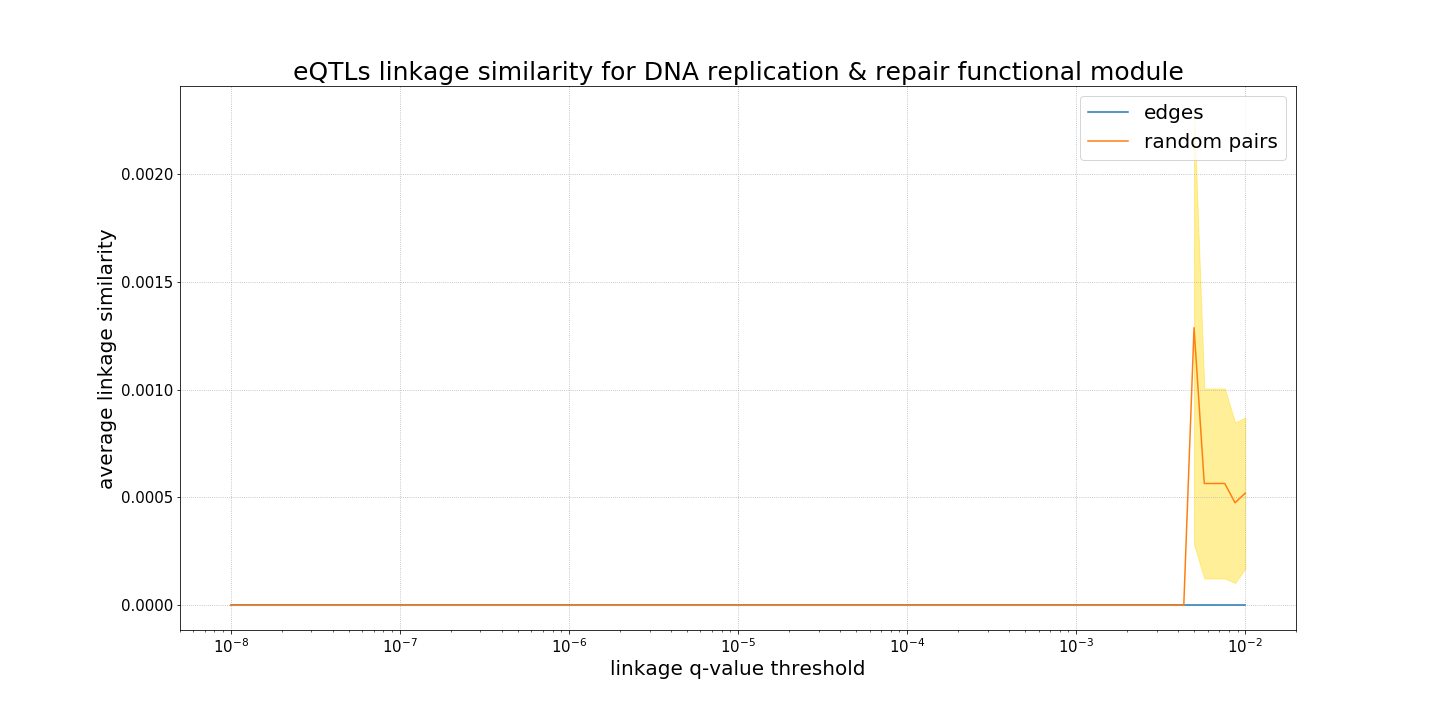 eQTLs linkage similarity for DNA replication & repair functional module
edges
random pairs
average linkage similarity
0.0020
0.0015
0.0010
0.0005
0.0000
10⁻⁸ 10⁻⁷ 10⁻⁶ 10⁻⁵ 10⁻⁴ 10⁻³ 10⁻²
linkage q-value threshold